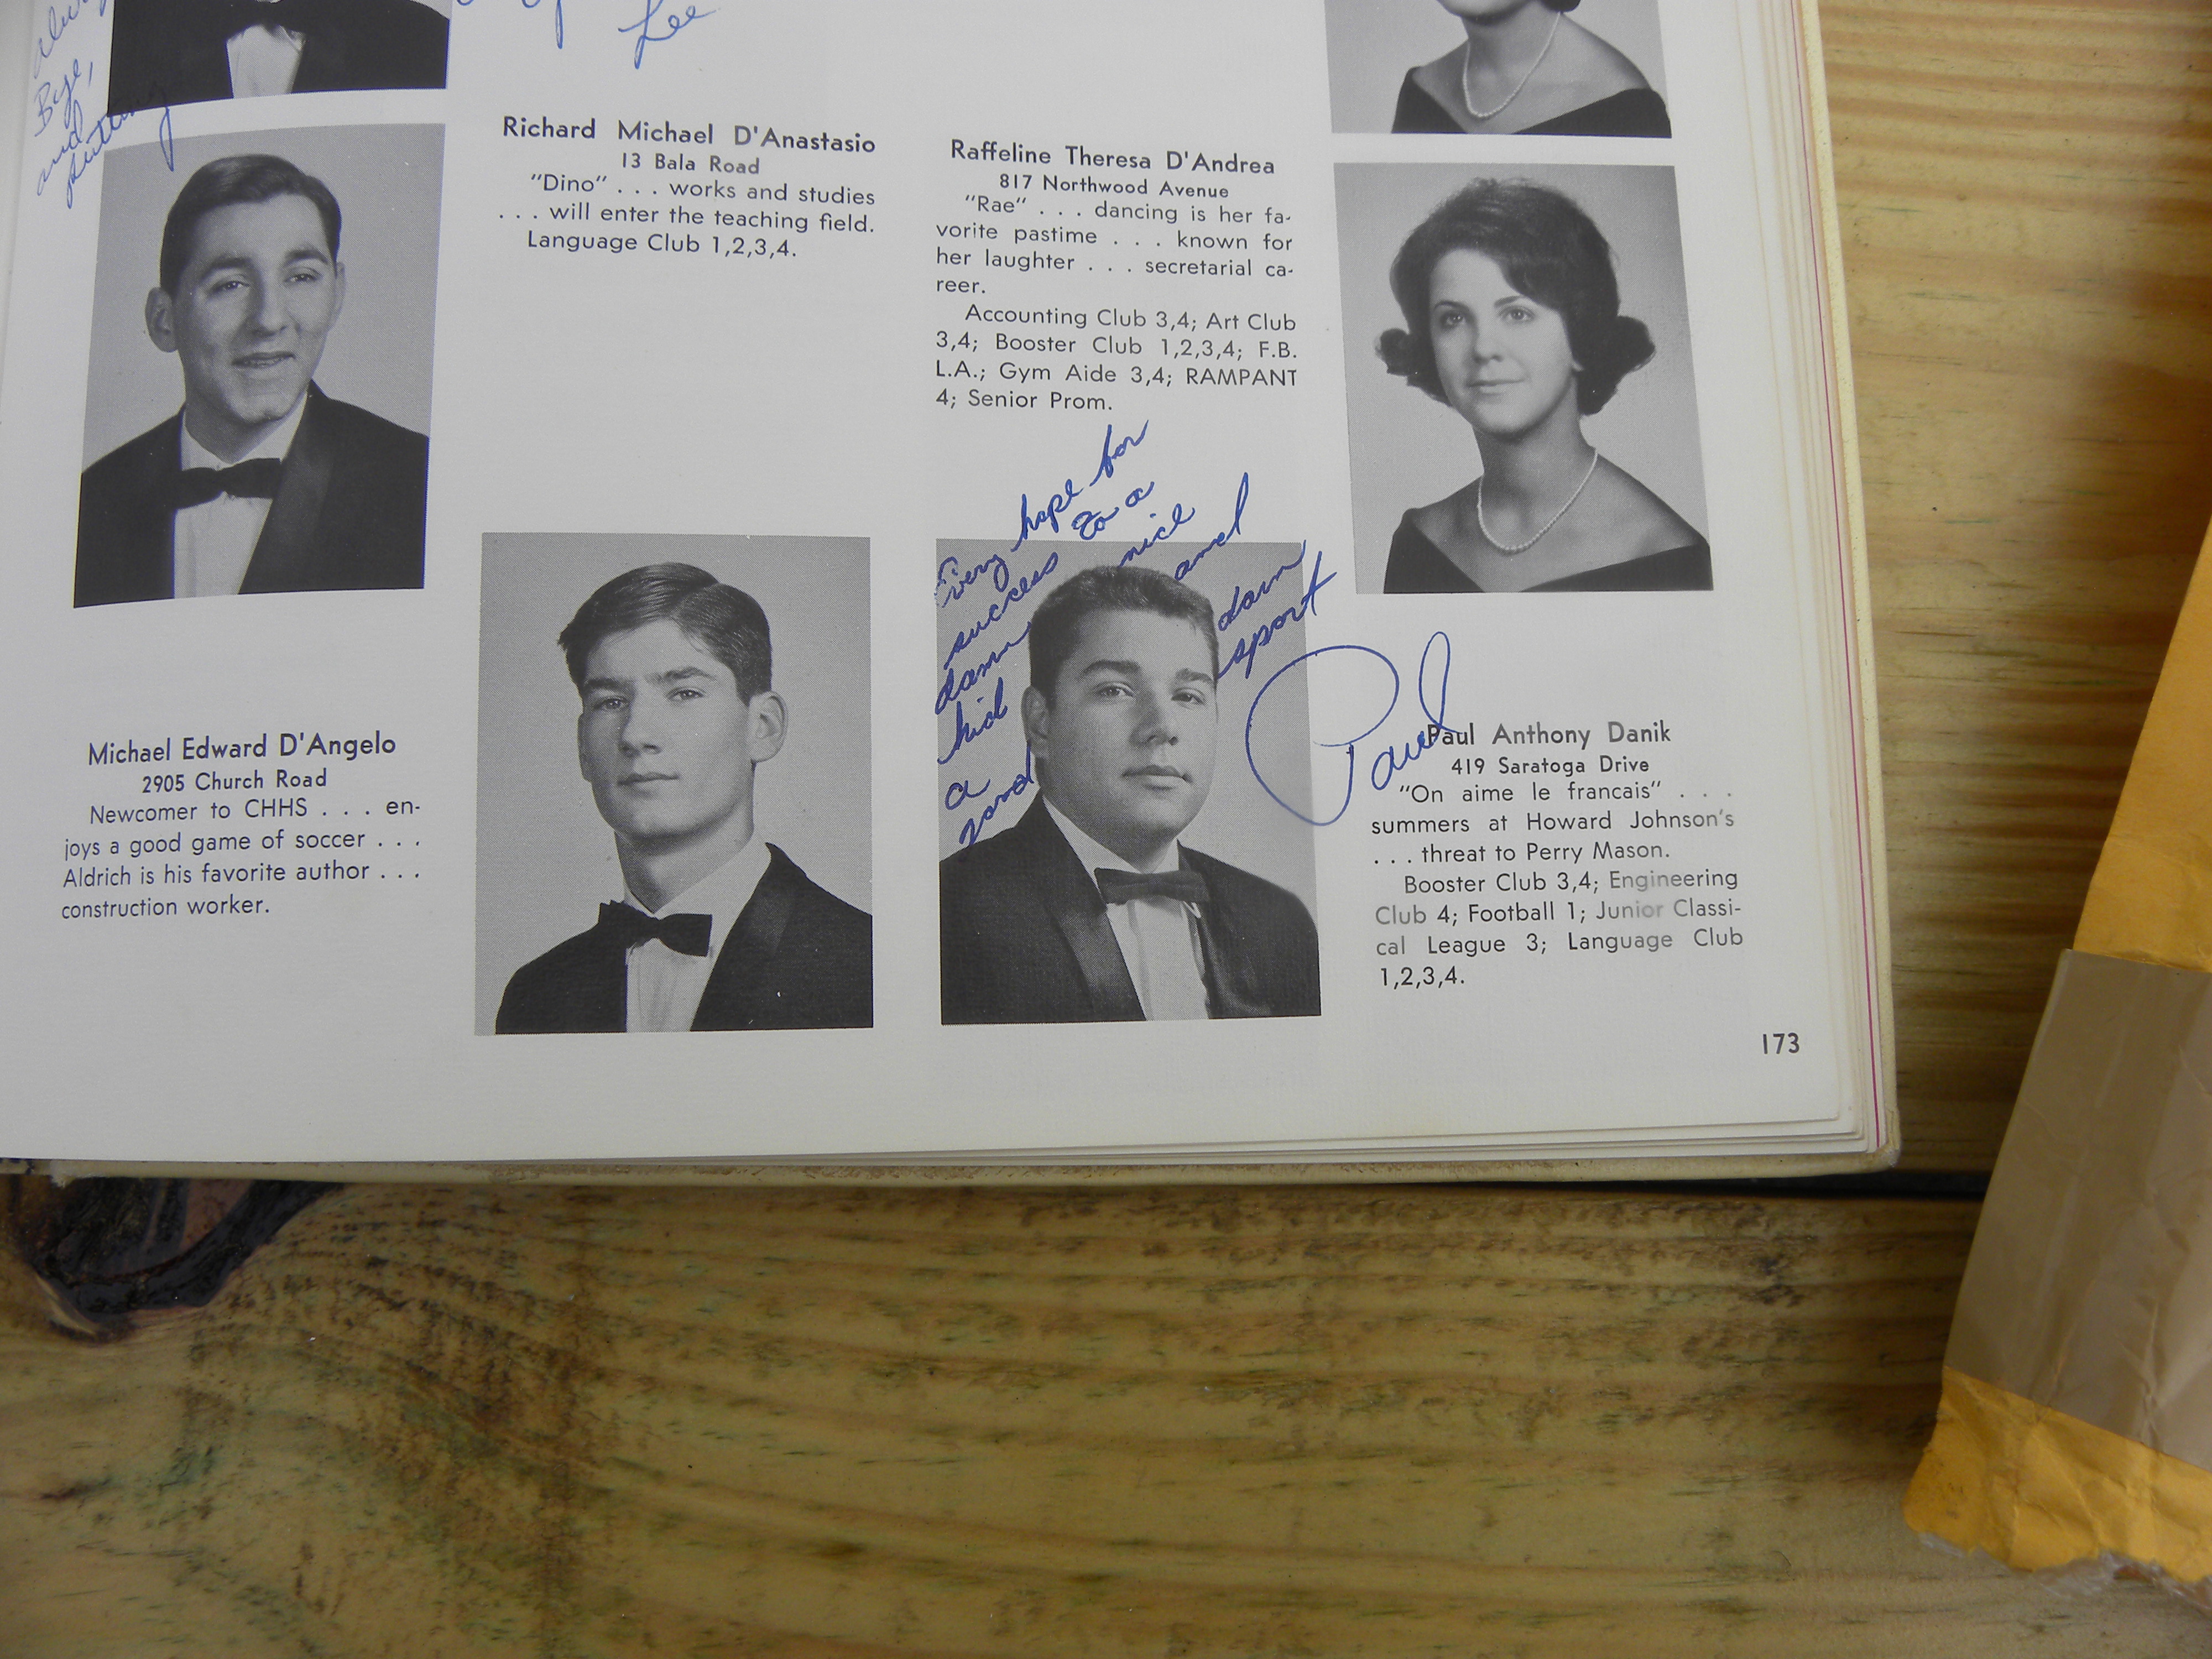 Bye,
and
Lee
Richard Michael D'Anastasio
13 Bala Road
"Dino" . . . works and studies
. . . will enter the teaching field.
Language Club 1,2,3,4.
Raffeline Theresa D'Andrea
817 Northwood Avenue
"Rae" . . . dancing is her fa-
vorite pastime . . . known for
her laughter . . . secretarial ca-
reer.
Accounting Club 3,4; Art Club
3,4; Booster Club 1,2,3,4; F.B.
L.A.; Gym Aide 3,4; RAMPANT
4; Senior Prom.
Michael Edward D'Angelo
2905 Church Road
Newcomer to CHHS . . . en-
joys a good game of soccer . . .
Aldrich is his favorite author . . .
construction worker.
hope for
success to a
damn nice
kid and
a damn
good sport
Paul
Paul Anthony Danik
419 Saratoga Drive
"On aime le francais" . . .
summers at Howard Johnson's
. . . threat to Perry Mason.
Booster Club 3,4; Engineering
Club 4; Football 1; Junior Classi-
cal League 3; Language Club
1,2,3,4.
173